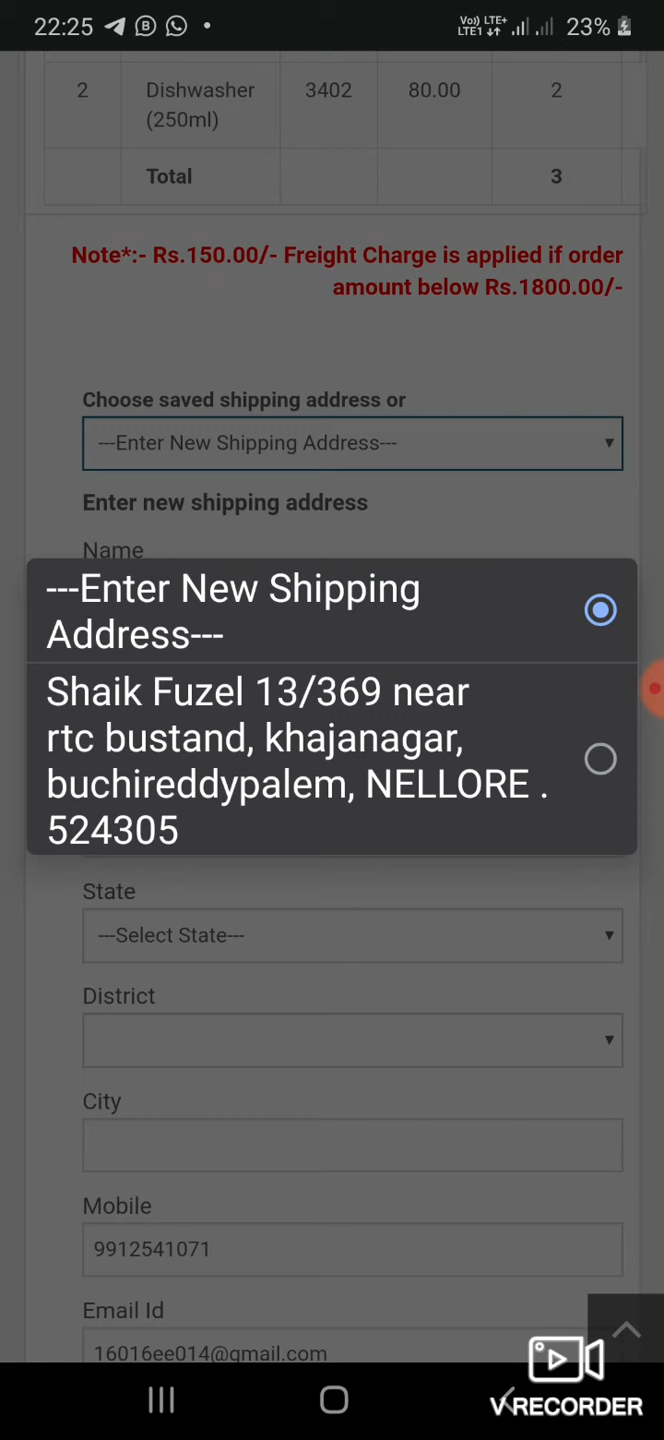 22:25
Vo)) LTE+
LTE1
23%
2 Dishwasher 3402 80.00 2
(250ml)
Total 3
Note*:- Rs.150.00/- Freight Charge is applied if order
amount below Rs.1800.00/-
Choose saved shipping address or
---Enter New Shipping Address---
Enter new shipping address
Name
---Enter New Shipping
Address---
Shaik Fuzel 13/369 near
rtc bustand, khajanagar,
buchireddypalem, NELLORE .
524305
State
---Select State---
District
City
Mobile
9912541071
Email Id
16016ee014@gmail.com
VRECORDER